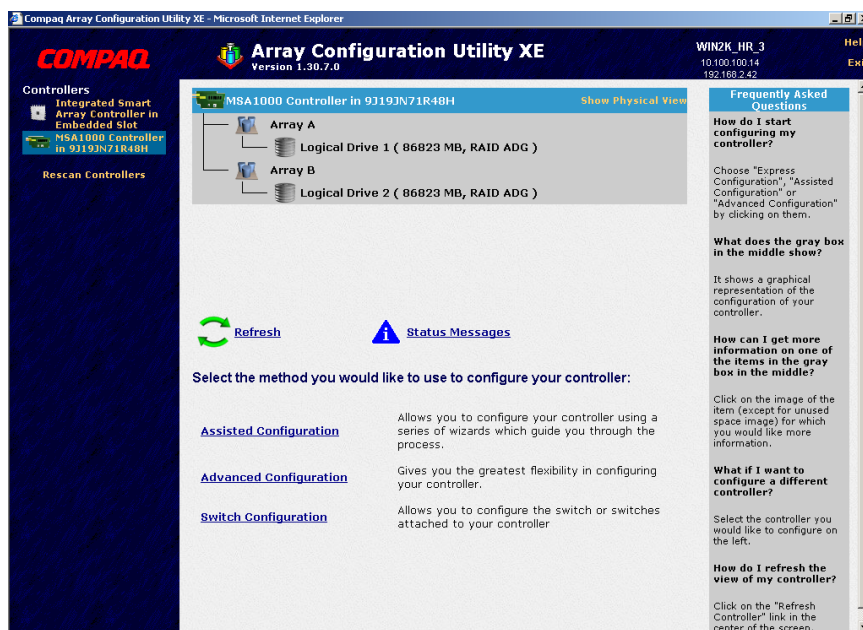 Compaq Array Configuration Utility XE - Microsoft Internet Explorer
COMPAQ
Array Configuration Utility XE
Version 1.30.7.0
WIN2K_HR_3
10.100.100.14
192.168.2.42
Hel
Exi
Controllers
Integrated Smart
Array Controller in
Embedded Slot
MSA1000 Controller
in 9J19JN71R48H
Rescan Controllers
MSA1000 Controller in 9J19JN71R48H
Show Physical View
Array A
Logical Drive 1 ( 86823 MB, RAID ADG )
Array B
Logical Drive 2 ( 86823 MB, RAID ADG )
Refresh
Status Messages
Select the method you would like to use to configure your controller:
Assisted Configuration
Allows you to configure your controller using a
series of wizards which guide you through the
process.
Advanced Configuration
Gives you the greatest flexibility in configuring
your controller.
Switch Configuration
Allows you to configure the switch or switches
attached to your controller
Frequently Asked
Questions
How do I start
configuring my
controller?
Choose "Express
Configuration", "Assisted
Configuration" or
"Advanced Configuration"
by clicking on them.
What does the gray box
in the middle show?
It shows a graphical
representation of the
configuration of your
controller.
How can I get more
information on one of
the items in the gray
box in the middle?
Click on the image of the
item (except for unused
space image) for which
you would like more
information.
What if I want to
configure a different
controller?
Select the controller you
would like to configure on
the left.
How do I refresh the
view of my controller?
Click on the "Refresh
Controller" link in the
center of the screen